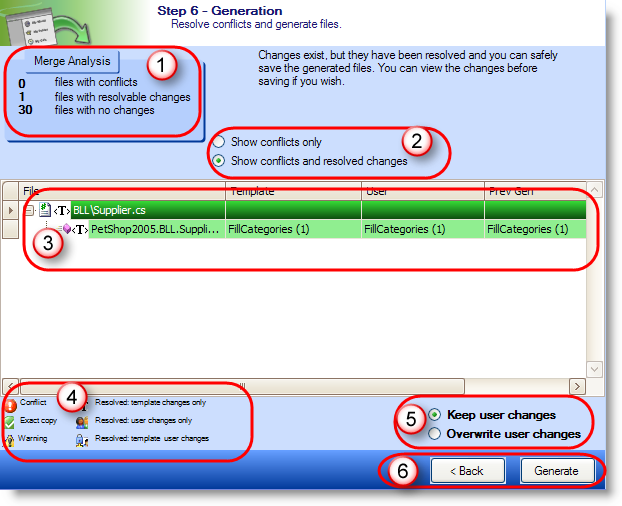 Step 6 - Generation
Resolve conflicts and generate files.
Merge Analysis
1
0 files with conflicts
1 files with resolvable changes
30 files with no changes
Changes exist, but they have been resolved and you can safely
save the generated files. You can view the changes before
saving if you wish.
2
Show conflicts only
Show conflicts and resolved changes
File Template User Prev Gen
<T> BLL\Supplier.cs
3
<T> PetShop2005.BLL.Suppli... FillCategories (1) FillCategories (1) FillCategories (1)
4
Conflict Resolved: template changes only
Exact copy Resolved: user changes only
Warning Resolved: template user changes
5
Keep user changes
Overwrite user changes
6
< Back Generate